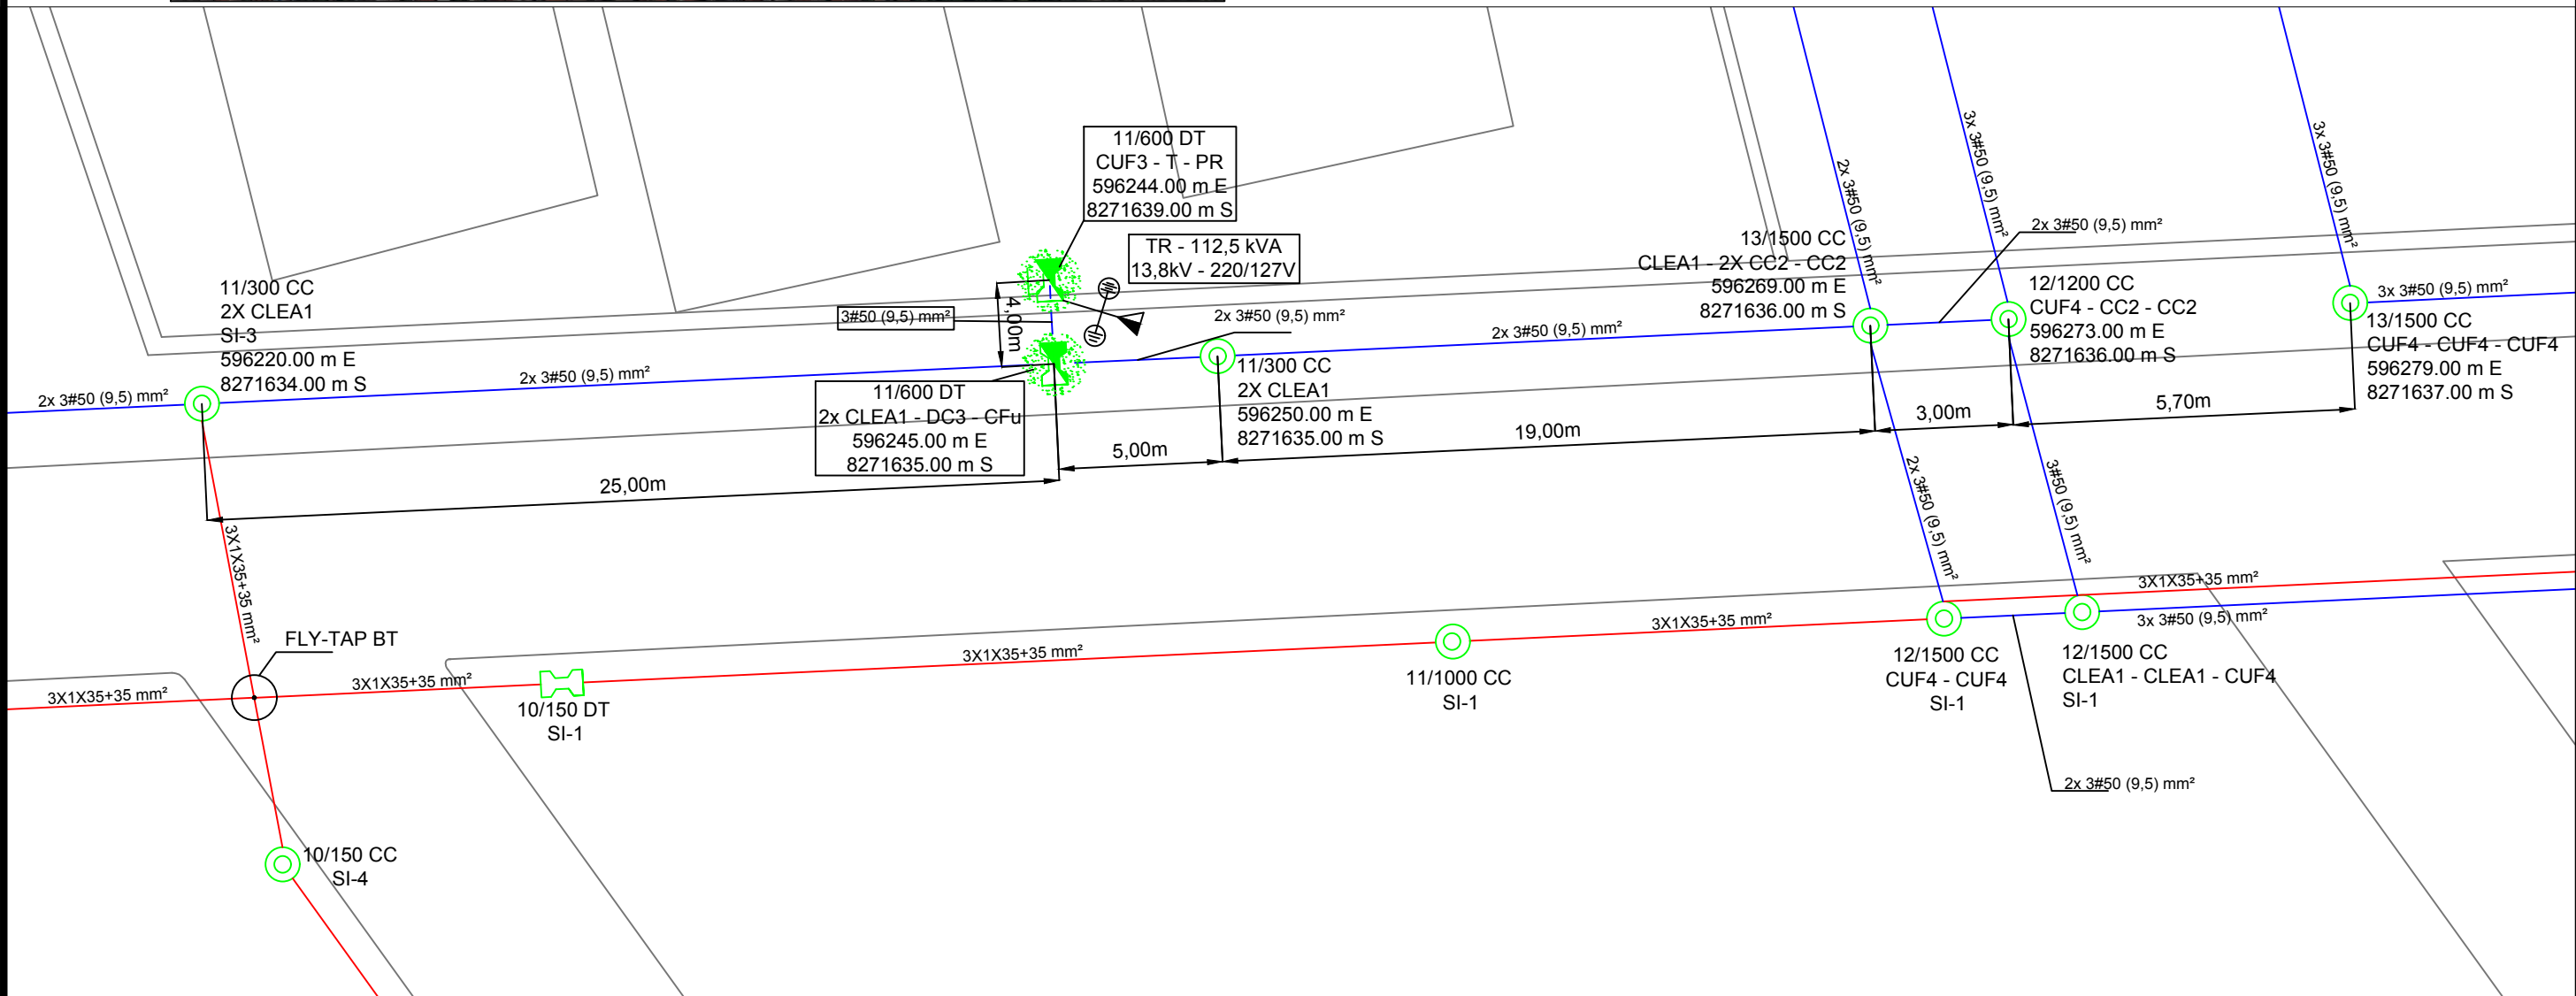 11/600 DT
CUF3 - T - PR
596244.00 m E
8271639.00 m S
TR - 112,5 kVA
13,8kV - 220/127V
11/300 CC
2X CLEA1
SI-3
596220.00 m E
8271634.00 m S
2x 3#50 (9,5) mm²
2x 3#50 (9,5) mm²
3#50 (9,5) mm²
4,00m
11/600 DT
2x CLEA1 - DC3 - CFu
596245.00 m E
8271635.00 m S
2x 3#50 (9,5) mm²
11/300 CC
2X CLEA1
596250.00 m E
8271635.00 m S
2x 3#50 (9,5) mm²
13/1500 CC
CLEA1 - 2X CC2 - CC2
596269.00 m E
8271636.00 m S
2x 3#50 (9,5) mm²
3x 3#50 (9,5) mm²
2x 3#50 (9,5) mm²
12/1200 CC
CUF4 - CC2 - CC2
596273.00 m E
8271636.00 m S
3x 3#50 (9,5) mm²
3x 3#50 (9,5) mm²
13/1500 CC
CUF4 - CUF4 - CUF4
596279.00 m E
8271637.00 m S
25,00m
5,00m
19,00m
3,00m
5,70m
2x 3#50 (9,5) mm²
3#50 (9,5) mm²
3X1X35+35 mm²
FLY-TAP BT
3X1X35+35 mm²
3X1X35+35 mm²
10/150 DT
SI-1
3X1X35+35 mm²
11/1000 CC
SI-1
3X1X35+35 mm²
12/1500 CC
CUF4 - CUF4
SI-1
3X1X35+35 mm²
3x 3#50 (9,5) mm²
12/1500 CC
CLEA1 - CLEA1 - CUF4
SI-1
2x 3#50 (9,5) mm²
10/150 CC
SI-4